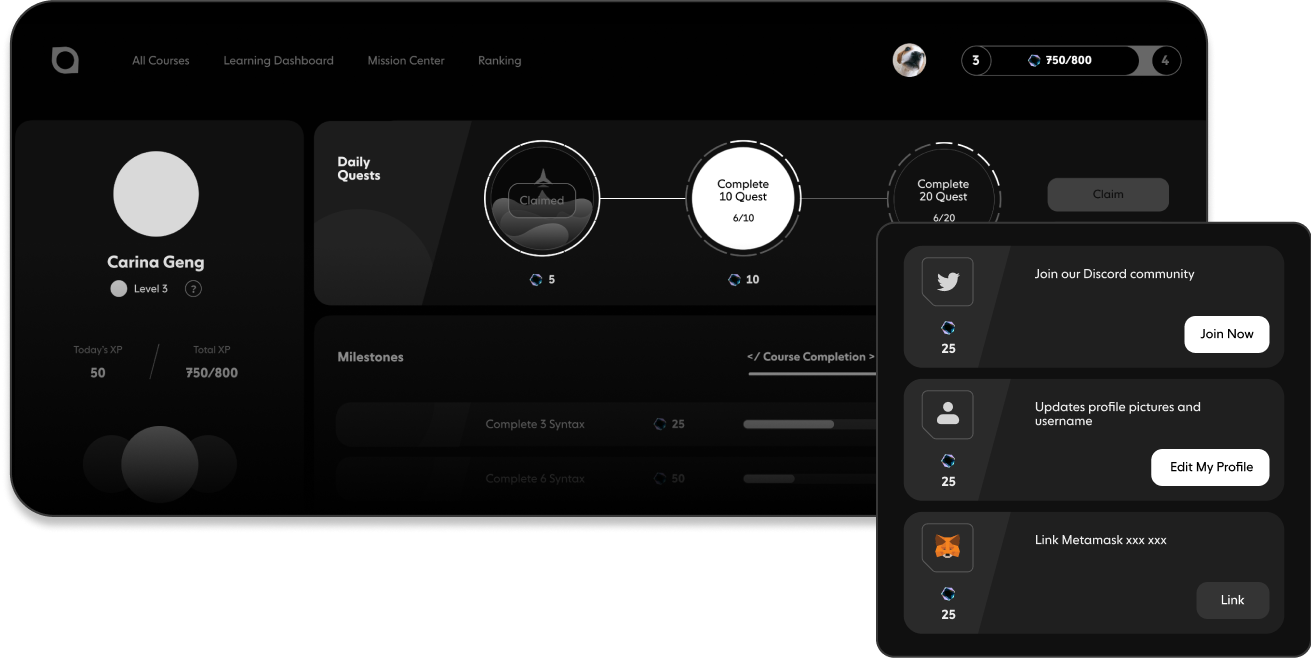 All Courses
Learning Dashboard
Mission Center
Ranking
3
750/800
4
Daily
Quests
Claimed
5
Complete
10 Quest
6/10
10
Complete
20 Quest
6/20
Claim
Carina Geng
Level 3
?
Today's XP
50
Total XP
750/800
Milestones
</ Course Completion >
Complete 3 Syntax
25
Complete 6 Syntax
50
Join our Discord community
25
Join Now
Updates profile pictures and
username
25
Edit My Profile
Link Metamask xxx xxx
25
Link